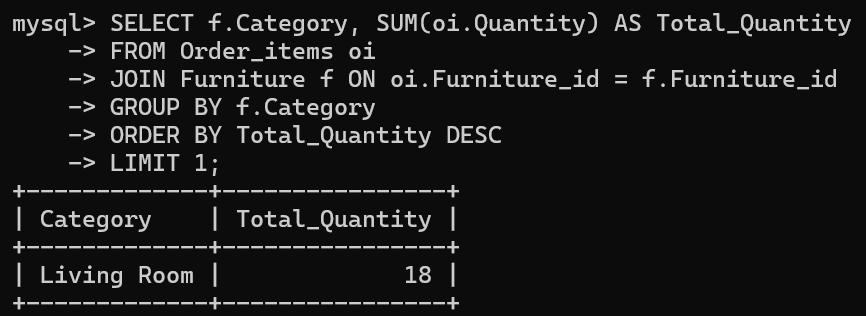 mysql> SELECT f.Category, SUM(oi.Quantity) AS Total_Quantity
    -> FROM Order_items oi
    -> JOIN Furniture f ON oi.Furniture_id = f.Furniture_id
    -> GROUP BY f.Category
    -> ORDER BY Total_Quantity DESC
    -> LIMIT 1;
+-------------+----------------+
| Category    | Total_Quantity |
+-------------+----------------+
| Living Room |             18 |
+-------------+----------------+